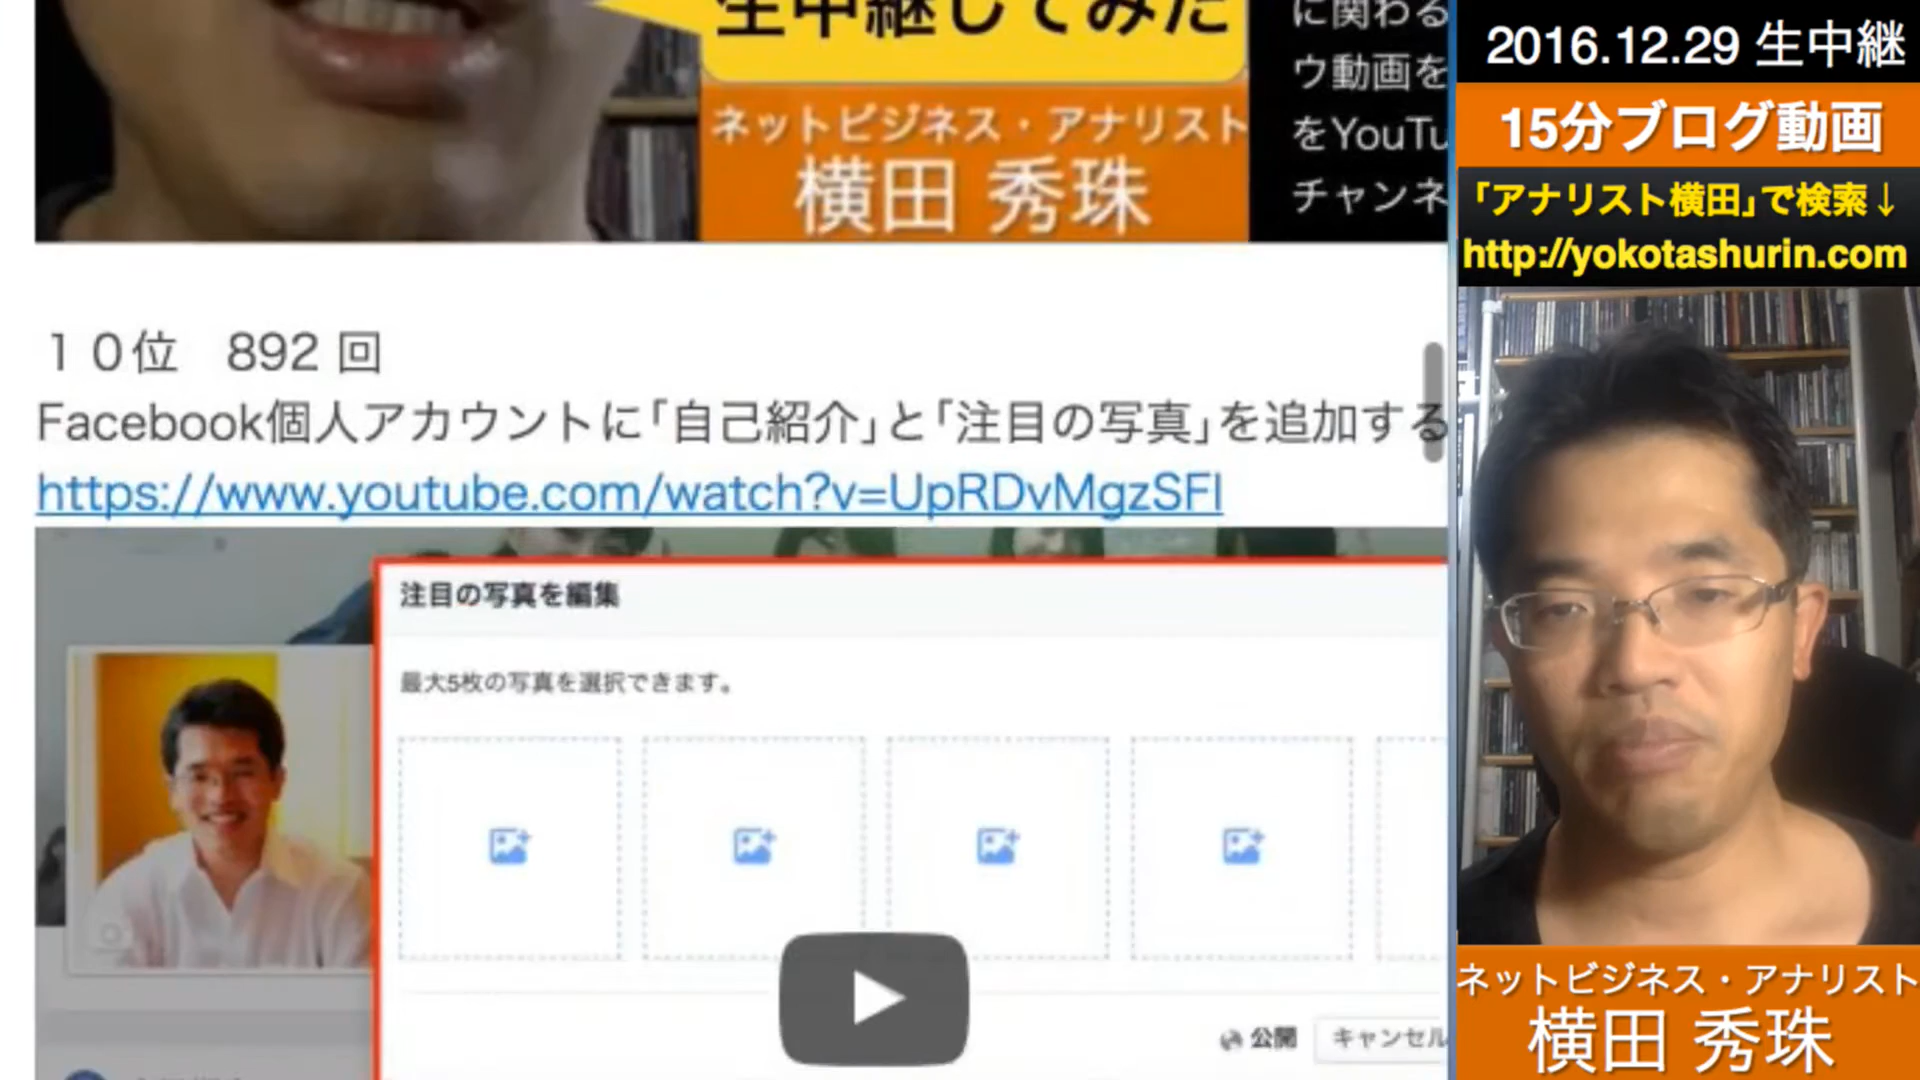 生中継してみた
ネットビジネス・アナリスト
横田 秀珠
に関わる
ウ動画を
をYouTu
チャンネ
１０位 892 回
Facebook個人アカウントに「自己紹介」と「注目の写真」を追加する
https://www.youtube.com/watch?v=UpRDvMgzSFI
注目の写真を編集
最大5枚の写真を選択できます。
公開
キャンセル
2016.12.29 生中継
15分ブログ動画
「アナリスト横田」で検索↓
http://yokotashurin.com
ネットビジネス・アナリスト
横田 秀珠